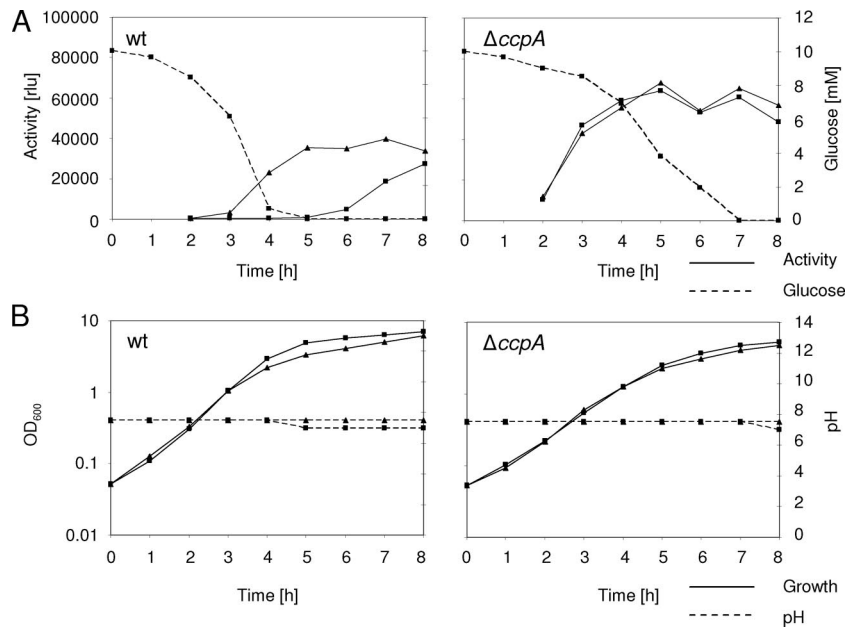 A
wt
ΔccpA
Activity [rlu]
100000
80000
60000
40000
20000
0
0 1 2 3 4 5 6 7 8
Time [h]
0 1 2 3 4 5 6 7 8
Time [h]
12
10
8
6
4
2
0
Glucose [mM]
Activity
Glucose
B
wt
ΔccpA
OD600
10
1
0.1
0.01
0 1 2 3 4 5 6 7 8
Time [h]
0 1 2 3 4 5 6 7 8
Time [h]
14
12
10
8
6
4
2
0
pH
Growth
pH